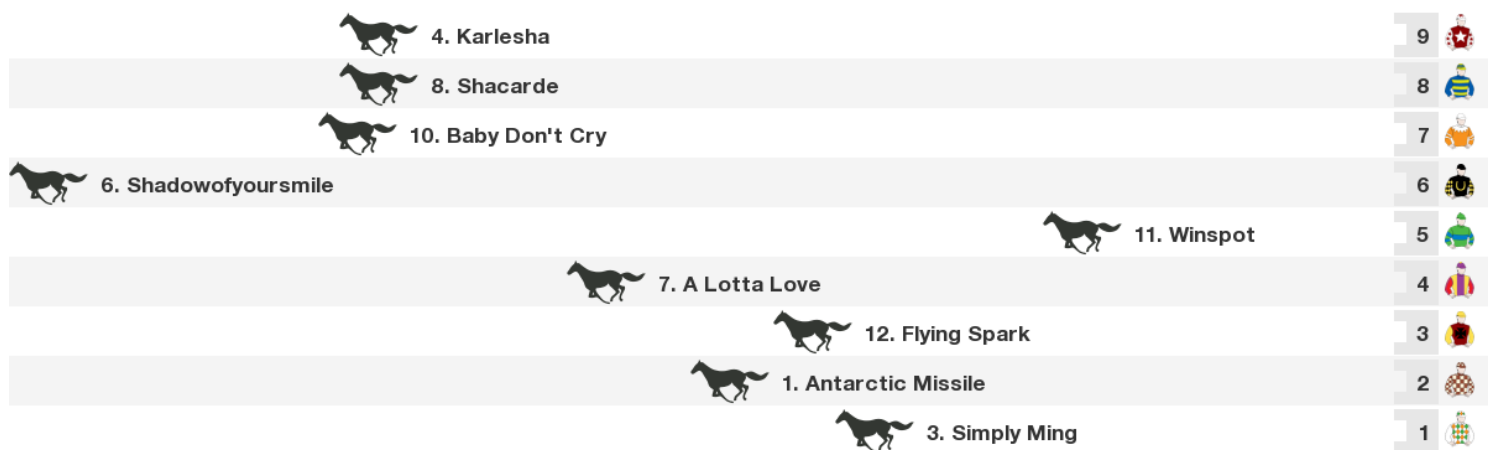 4. Karlesha 9
8. Shacarde 8
10. Baby Don't Cry 7
6. Shadowofyoursmile 6
11. Winspot 5
7. A Lotta Love 4
12. Flying Spark 3
1. Antarctic Missile 2
3. Simply Ming 1